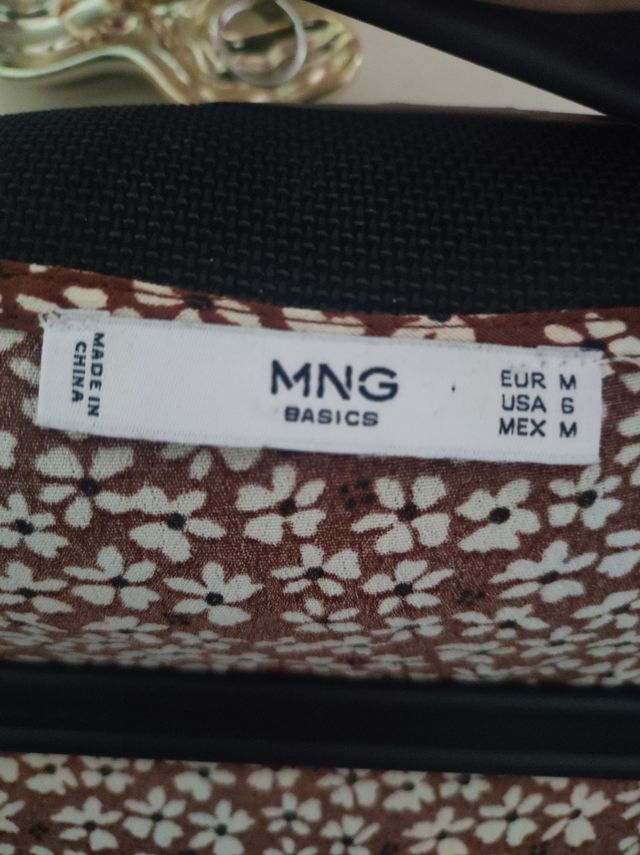 MADE IN
CHINA
MNG
BASICS
EUR M
USA 6
MEX M